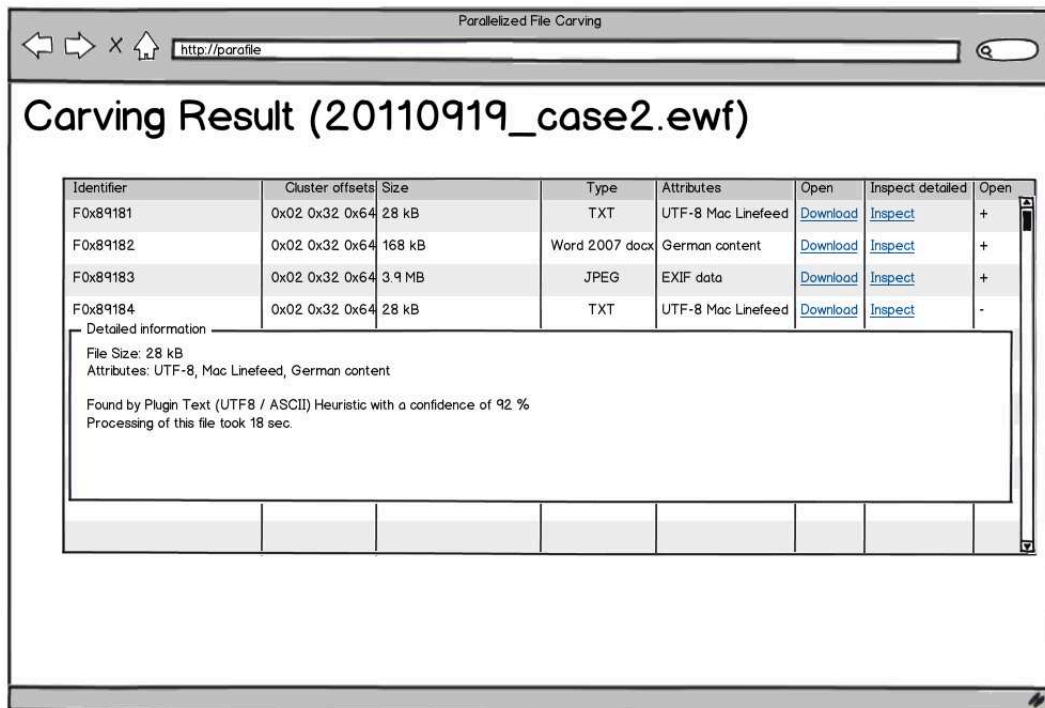 Parallelized File Carving
http://parafile
Carving Result (20110919_case2.ewf)
Identifier Cluster offsets Size Type Attributes Open Inspect detailed Open
F0x89181 0x02 0x32 0x64 28 kB TXT UTF-8 Mac Linefeed Download Inspect +
F0x89182 0x02 0x32 0x64 168 kB Word 2007 docx German content Download Inspect +
F0x89183 0x02 0x32 0x64 3.9 MB JPEG EXIF data Download Inspect +
F0x89184 0x02 0x32 0x64 28 kB TXT UTF-8 Mac Linefeed Download Inspect -
Detailed information
File Size: 28 kB
Attributes: UTF-8, Mac Linefeed, German content
Found by Plugin Text (UTF8 / ASCII) Heuristic with a confidence of 92 %
Processing of this file took 18 sec.